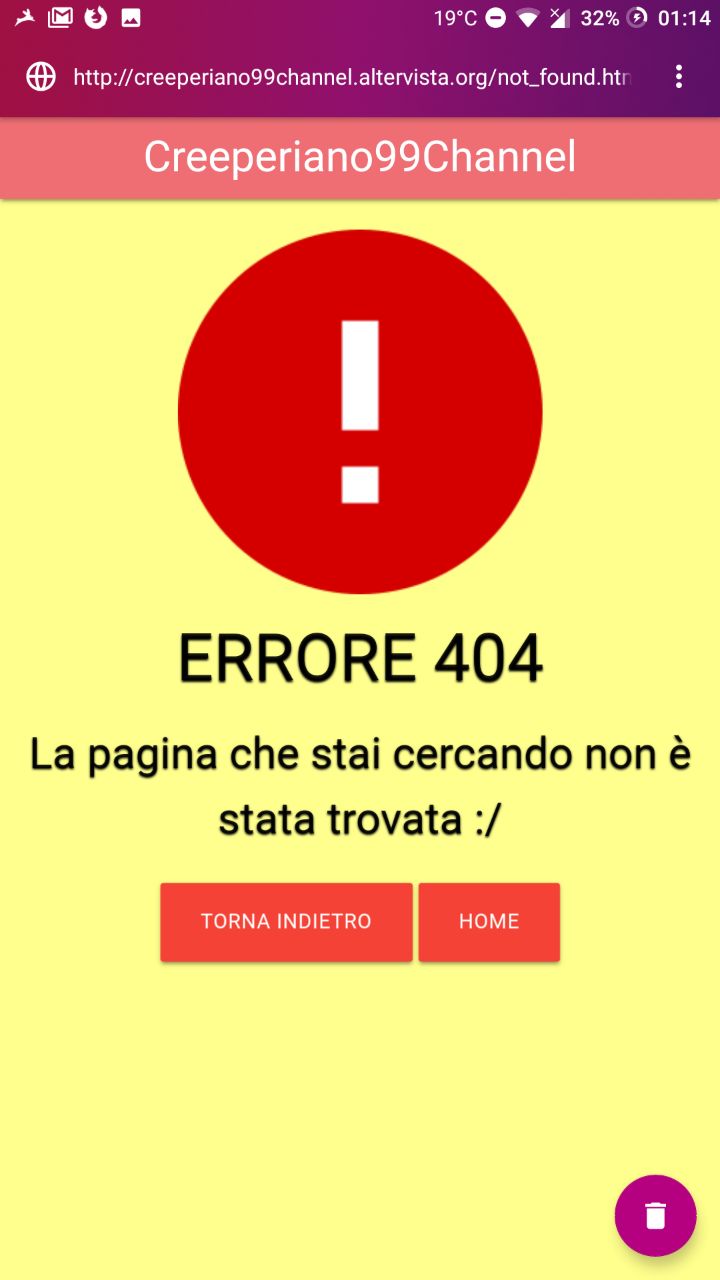 19°C 32% 01:14
http://creeperiano99channel.altervista.org/not_found.htm
Creeperiano99Channel
!
ERRORE 404
La pagina che stai cercando non è
stata trovata :/
TORNA INDIETRO HOME